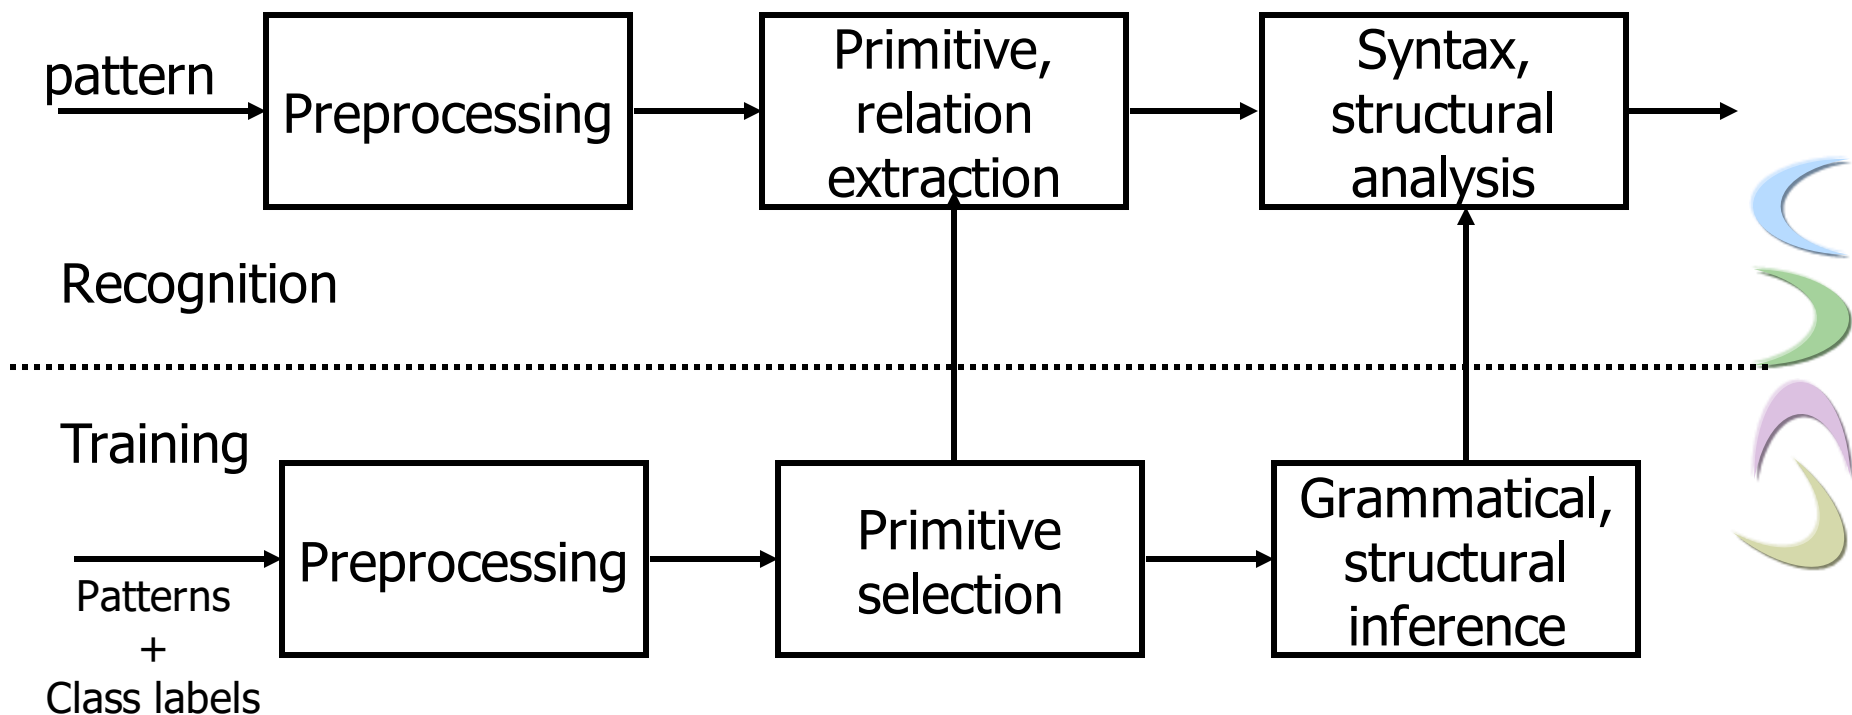 pattern
Preprocessing
Primitive,
relation
extraction
Syntax,
structural
analysis
Recognition
Training
Patterns
+
Class labels
Preprocessing
Primitive
selection
Grammatical,
structural
inference